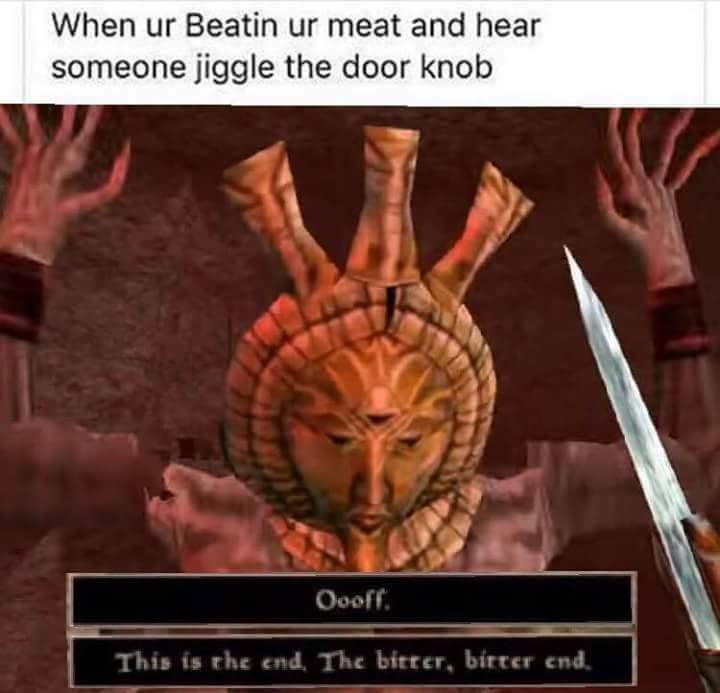 When ur Beatin ur meat and hear
someone jiggle the door knob
Oooff.
This is the end. The bitter, bitter end.